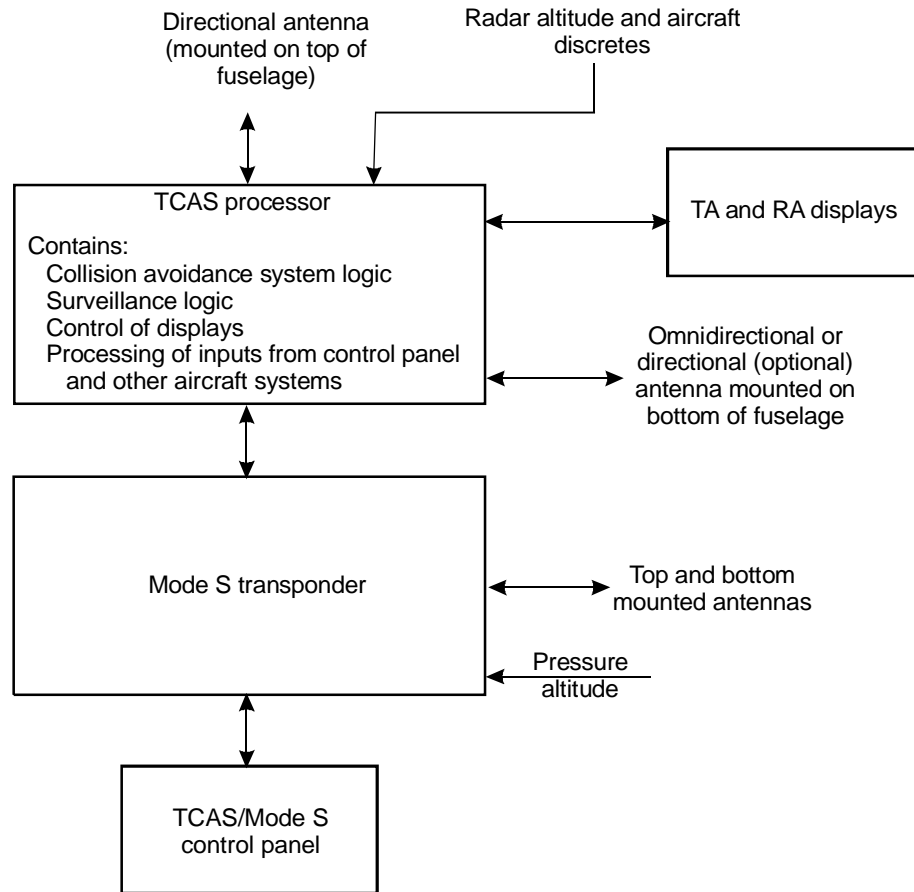 Directional antenna
(mounted on top of
fuselage)
Radar altitude and aircraft
discretes
TCAS processor
Contains:
Collision avoidance system logic
Surveillance logic
Control of displays
Processing of inputs from control panel
and other aircraft systems
TA and RA displays
Omnidirectional or
directional (optional)
antenna mounted on
bottom of fuselage
Mode S transponder
Top and bottom
mounted antennas
Pressure
altitude
TCAS/Mode S
control panel